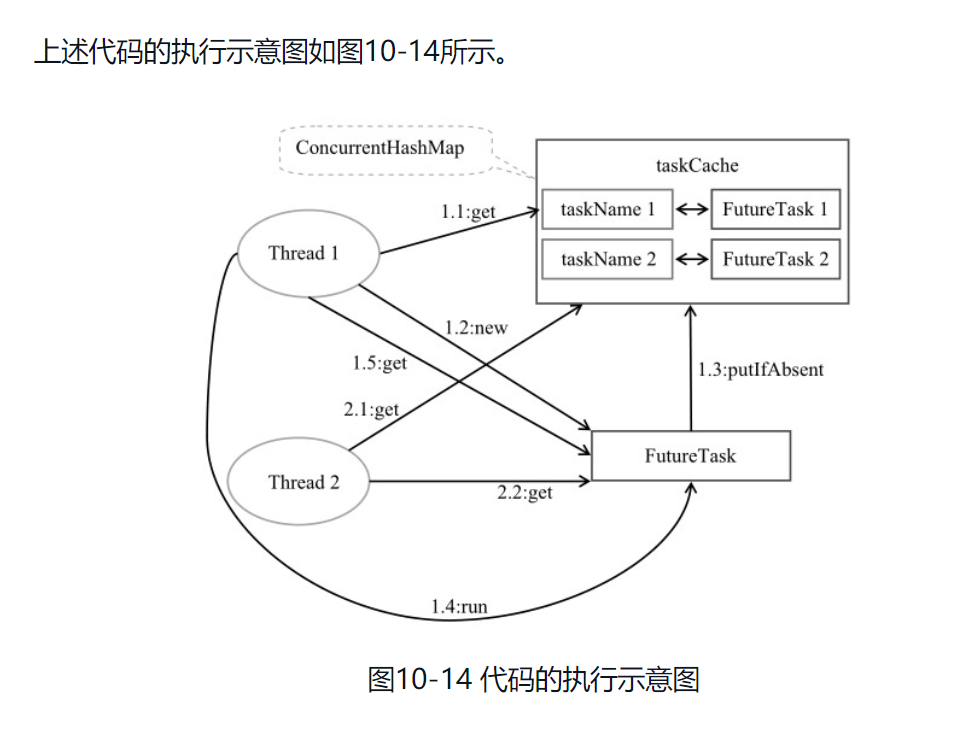 上述代码的执行示意图如图10-14所示。
ConcurrentHashMap
taskCache
1.1:get
taskName 1
FutureTask 1
Thread 1
taskName 2
FutureTask 2
1.2:new
1.5:get
1.3:putIfAbsent
2.1:get
FutureTask
Thread 2
2.2:get
1.4:run
图10-14 代码的执行示意图